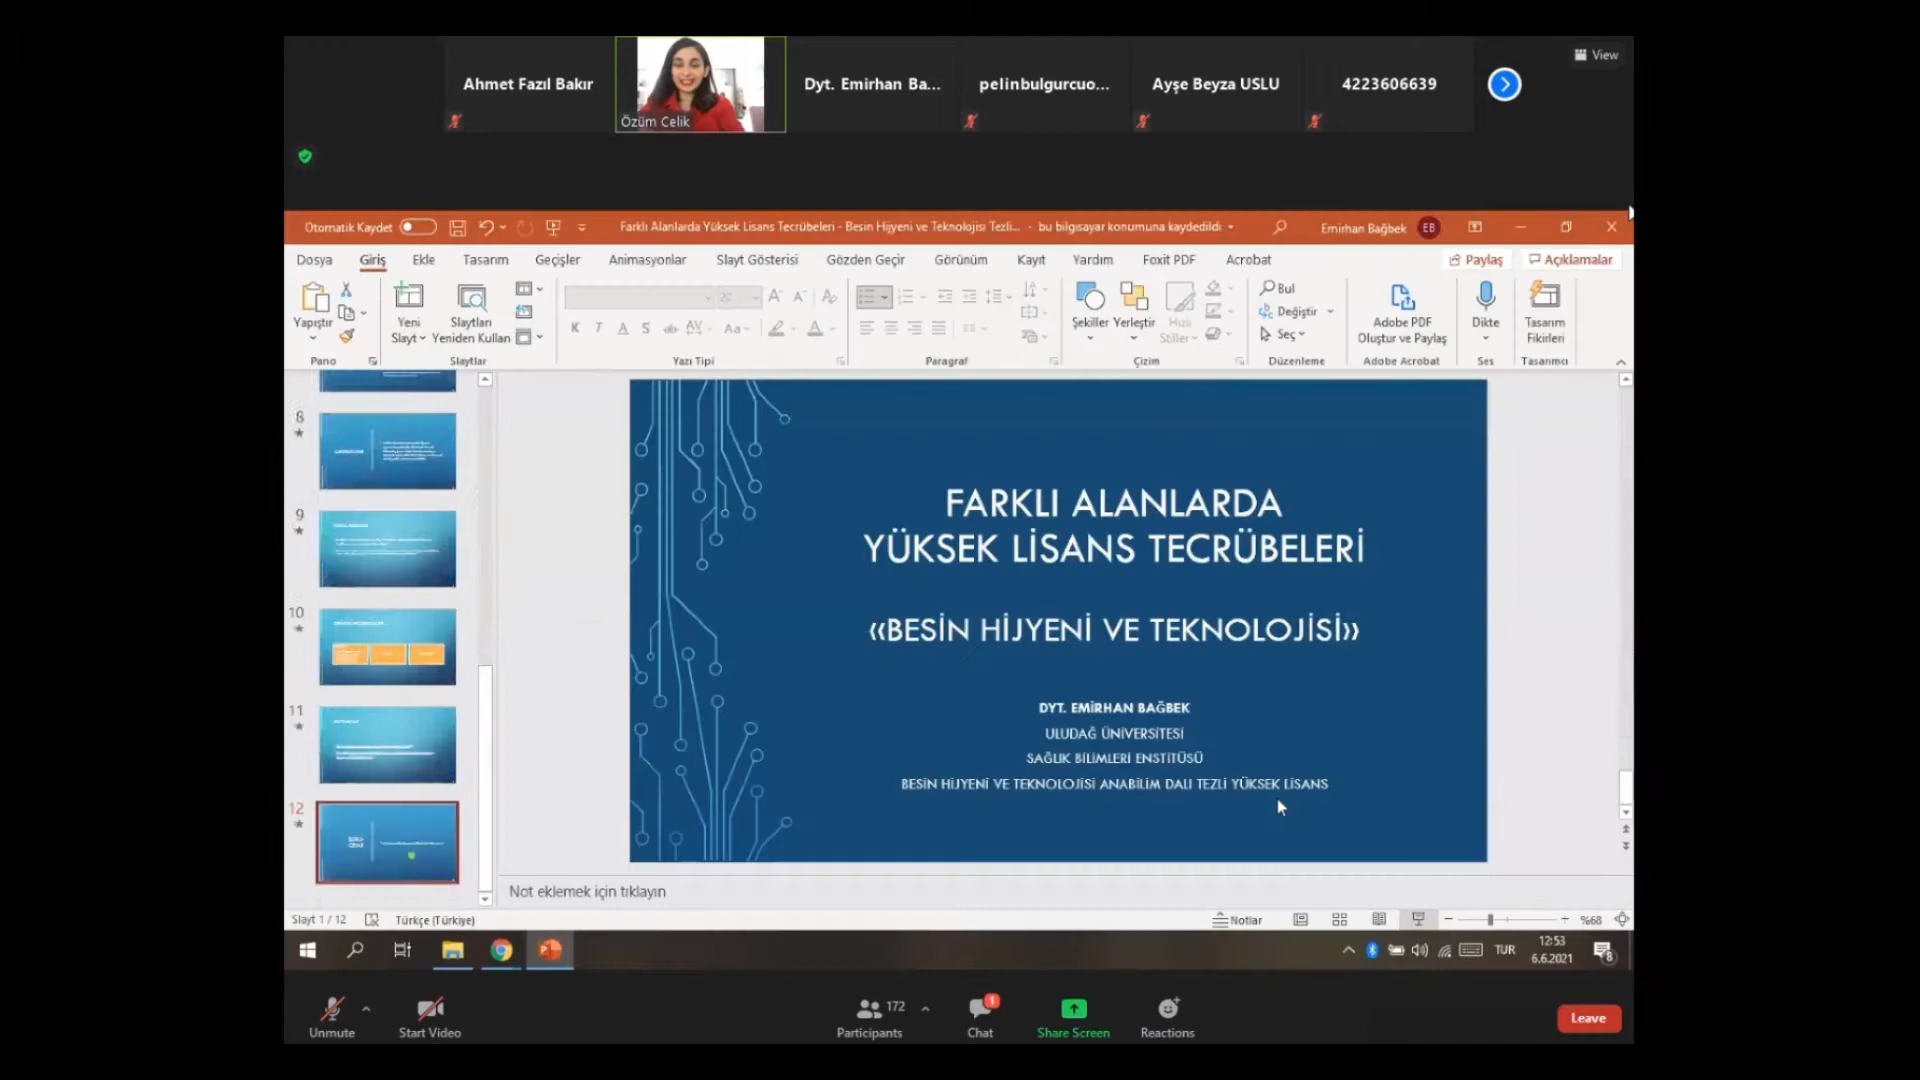 View
Ahmet Fazıl Bakır
Özüm Celik
Dyt. Emirhan Ba...
pelinbulgurcuo...
Ayşe Beyza USLU
4223606639
Otomatik Kaydet
Farklı Alanlarda Yüksek Lisans Tecrübeleri - Besin Hijyeni ve Teknolojisi Tezli... - bu bilgisayar konumuna kaydedildi
Emirhan Bağbek
EB
Dosya Giriş Ekle Tasarım Geçişler Animasyonlar Slayt Gösterisi Gözden Geçir Görünüm Kayıt Yardım Foxit PDF Acrobat
Paylaş
Açıklamalar
Yapıştır
Yeni
Slayt
Slaytları
Yeniden Kullan
K T A S ab AV Aa A
Şekiller
Yerleştir
Hızlı
Stiller
Bul
Değiştir
Seç
Adobe PDF
Oluştur ve Paylaş
Dikte
Tasarım
Fikirleri
Pano Slaytlar Yazı Tipi Paragraf Çizim Düzenleme Adobe Acrobat Ses Tasarımcı
8
9
10
11
12
FARKLI ALANLARDA
YÜKSEK LİSANS TECRÜBELERİ
«BESİN HİJYENİ VE TEKNOLOJİSİ»
DYT. EMİRHAN BAĞBEK
ULUDAĞ ÜNİVERSİTESİ
SAĞLIK BİLİMLERİ ENSTİTÜSÜ
BESİN HİJYENİ VE TEKNOLOJİSİ ANABİLİM DALI TEZLİ YÜKSEK LİSANS
Not eklemek için tıklayın
Slayt 1 / 12
Türkçe (Türkiye)
Notlar
%68
TUR
12:53
6.6.2021
8
Unmute
Start Video
172
Participants
1
Chat
Share Screen
Reactions
Leave